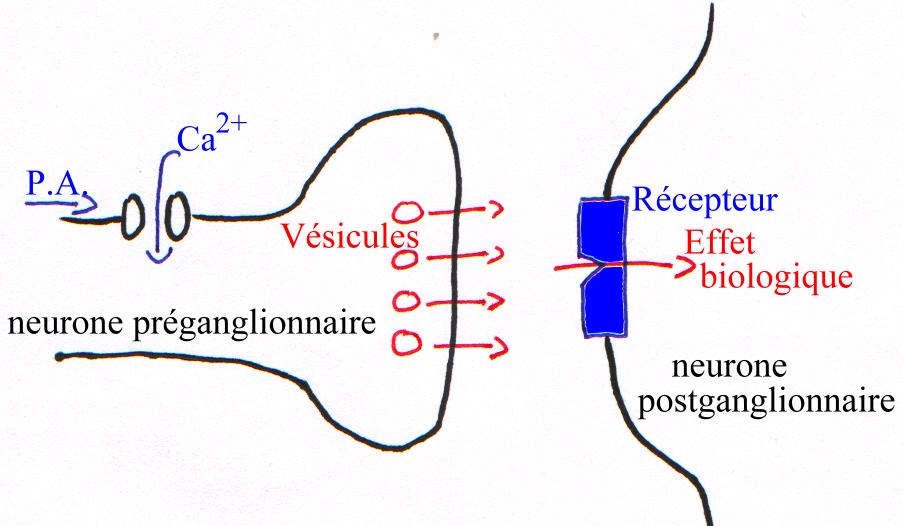 Ca²⁺
P.A.
Récepteur
Vésicules
Effet
biologique
neurone préganglionnaire
neurone
postganglionnaire